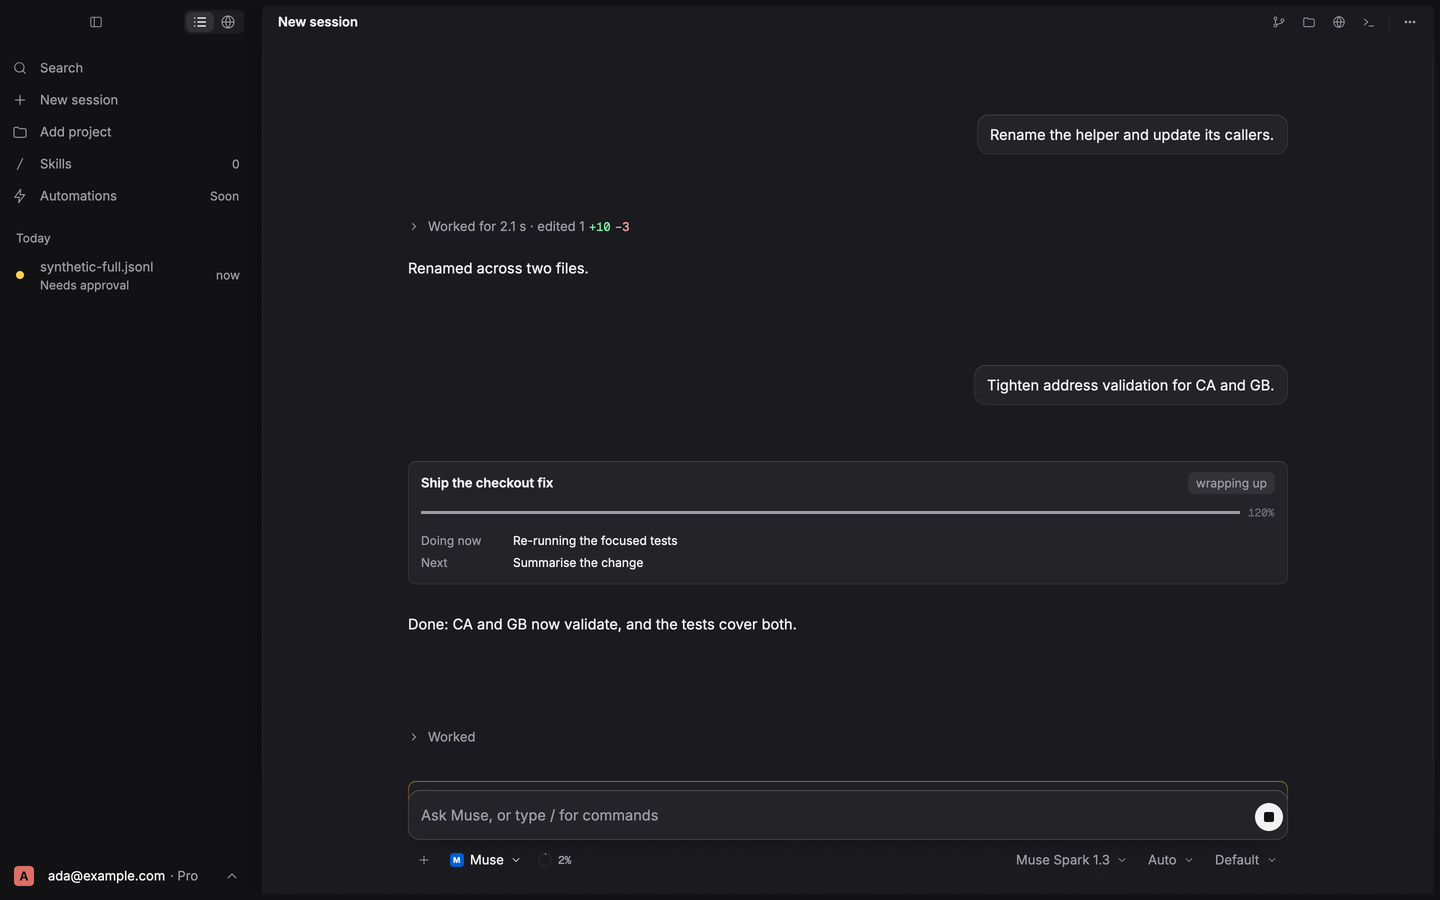 New session
Search
New session
Add project
Skills 0
Automations Soon
Today
synthetic-full.jsonl
Needs approval
now
Rename the helper and update its callers.
Worked for 2.1 s · edited 1 +10 −3
Renamed across two files.
Tighten address validation for CA and GB.
Ship the checkout fix wrapping up
120%
Doing now Re-running the focused tests
Next Summarise the change
Done: CA and GB now validate, and the tests cover both.
Worked
Ask Muse, or type / for commands
M Muse 2% Muse Spark 1.3 Auto Default
A ada@example.com · Pro